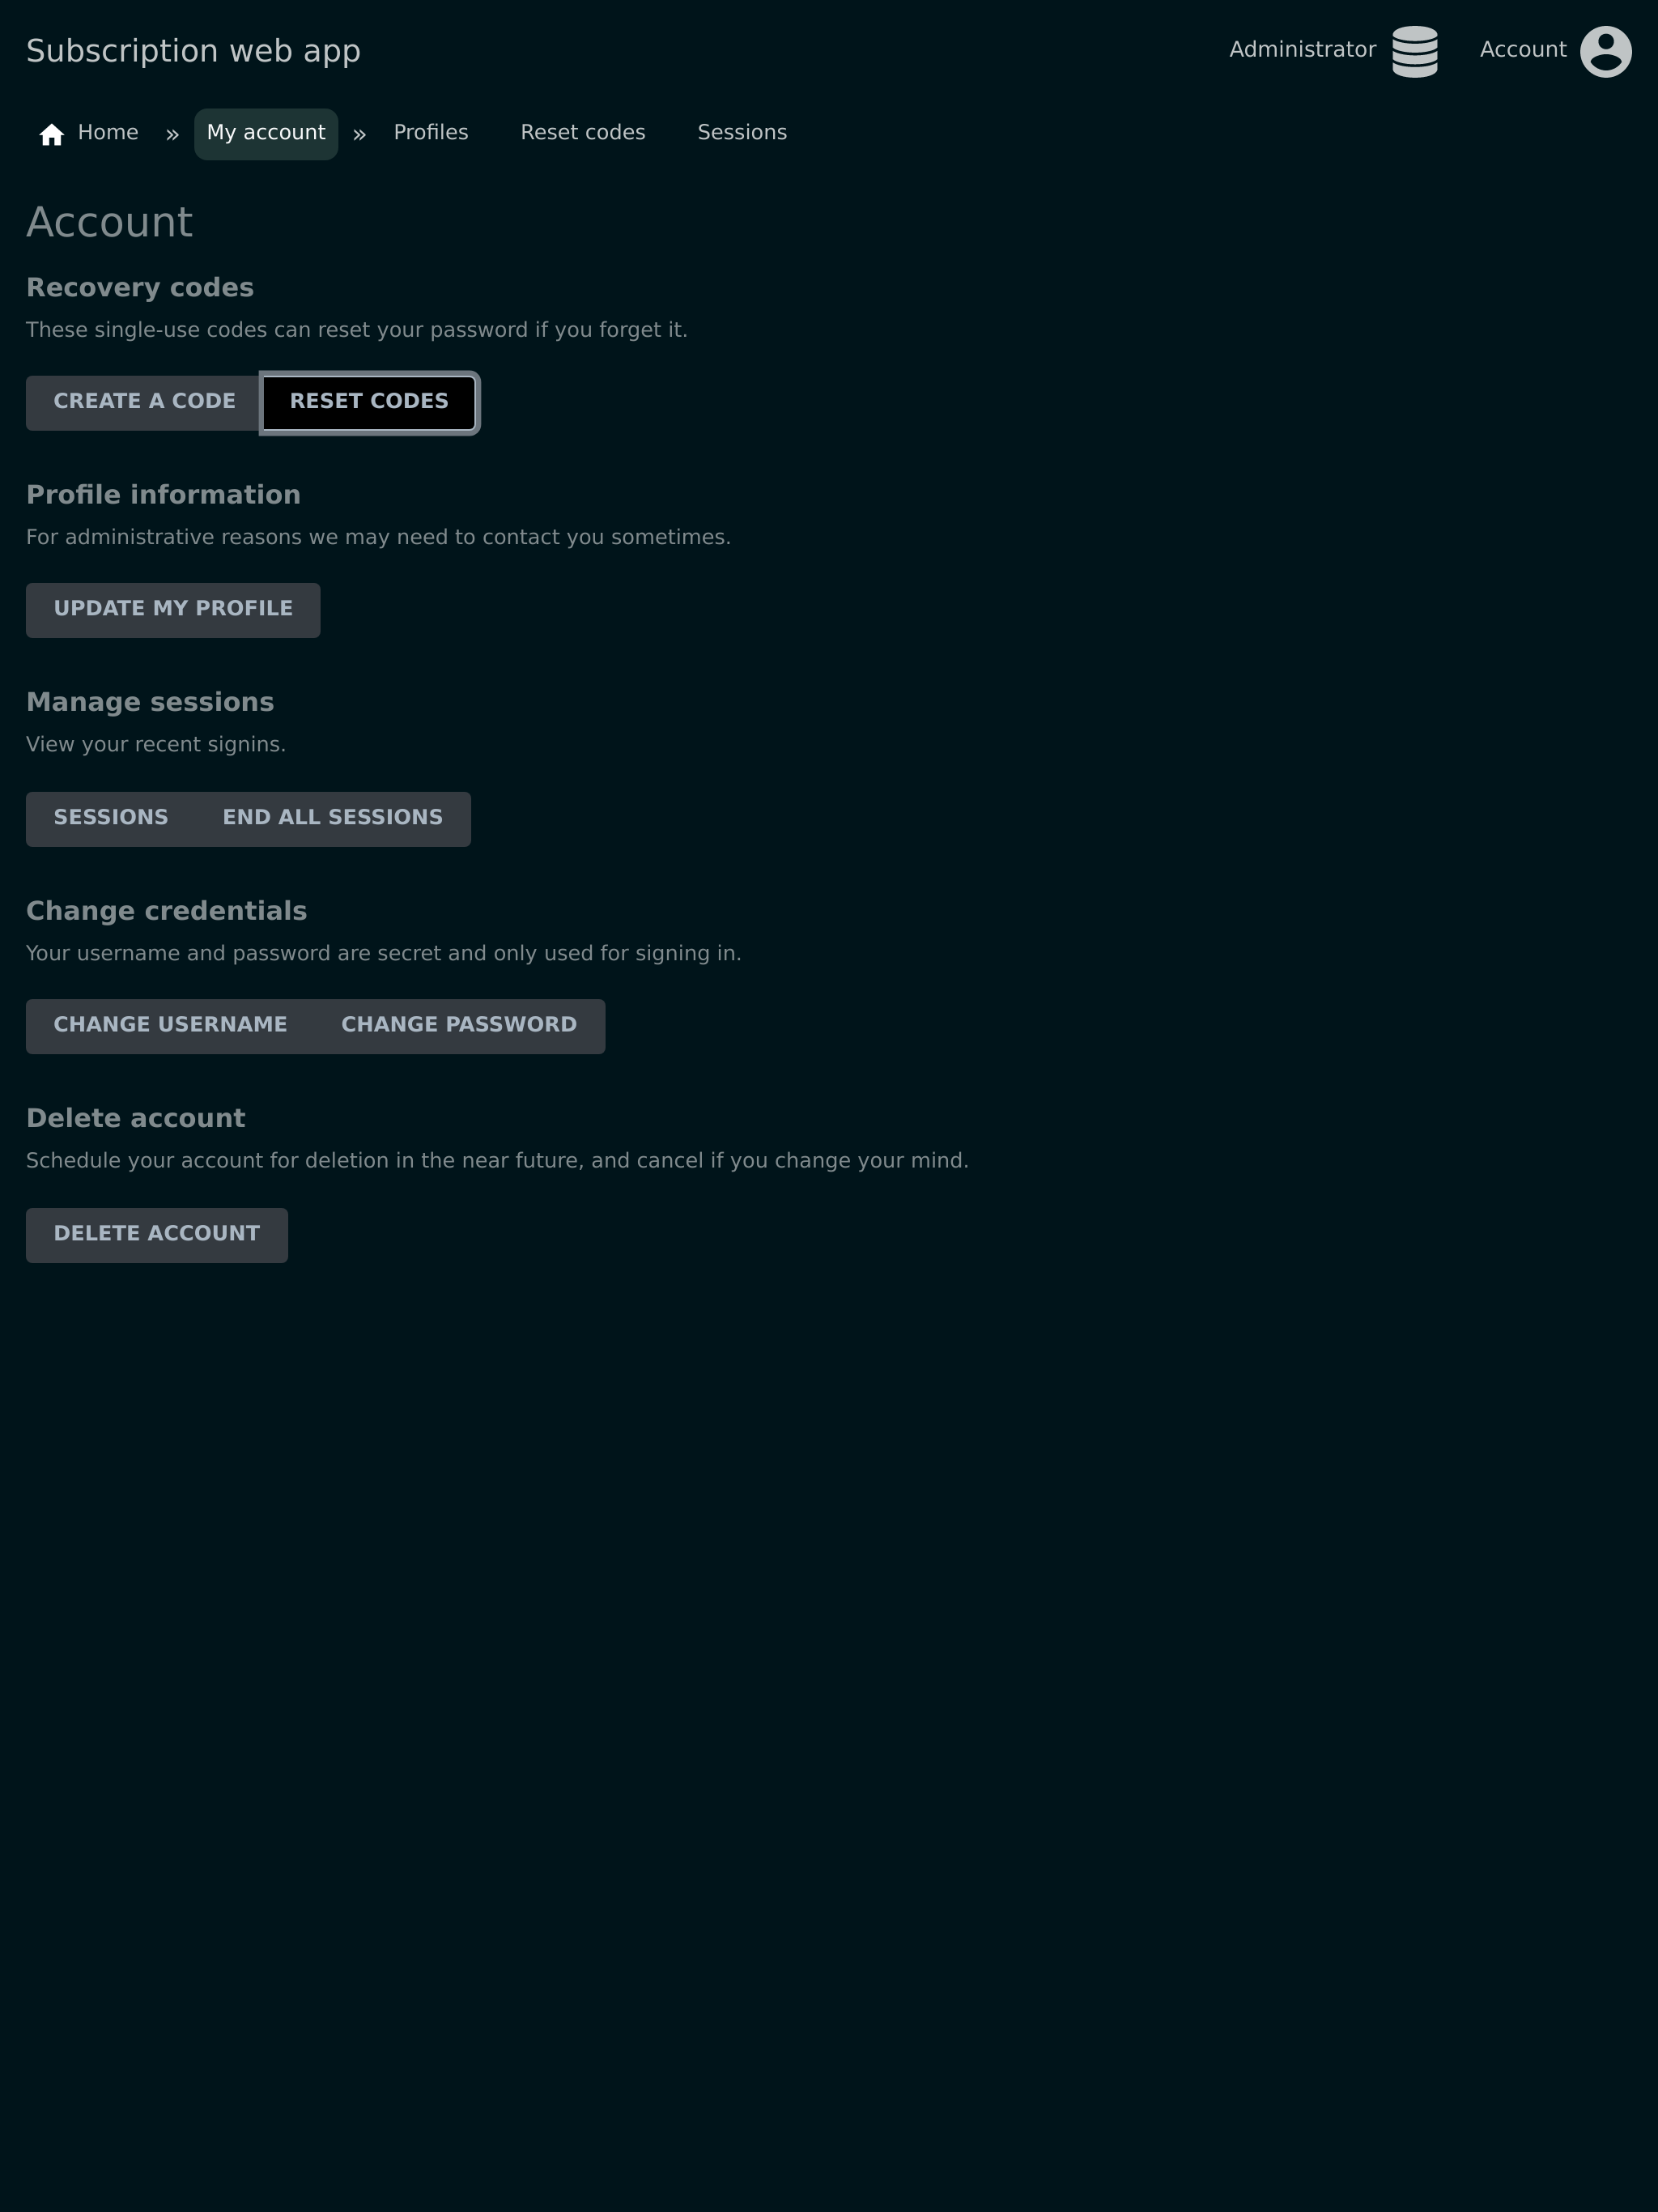 Subscription web app Administrator Account
Home » My account » Profiles Reset codes Sessions
Account
Recovery codes
These single-use codes can reset your password if you forget it.
CREATE A CODE RESET CODES
Profile information
For administrative reasons we may need to contact you sometimes.
UPDATE MY PROFILE
Manage sessions
View your recent signins.
SESSIONS END ALL SESSIONS
Change credentials
Your username and password are secret and only used for signing in.
CHANGE USERNAME CHANGE PASSWORD
Delete account
Schedule your account for deletion in the near future, and cancel if you change your mind.
DELETE ACCOUNT